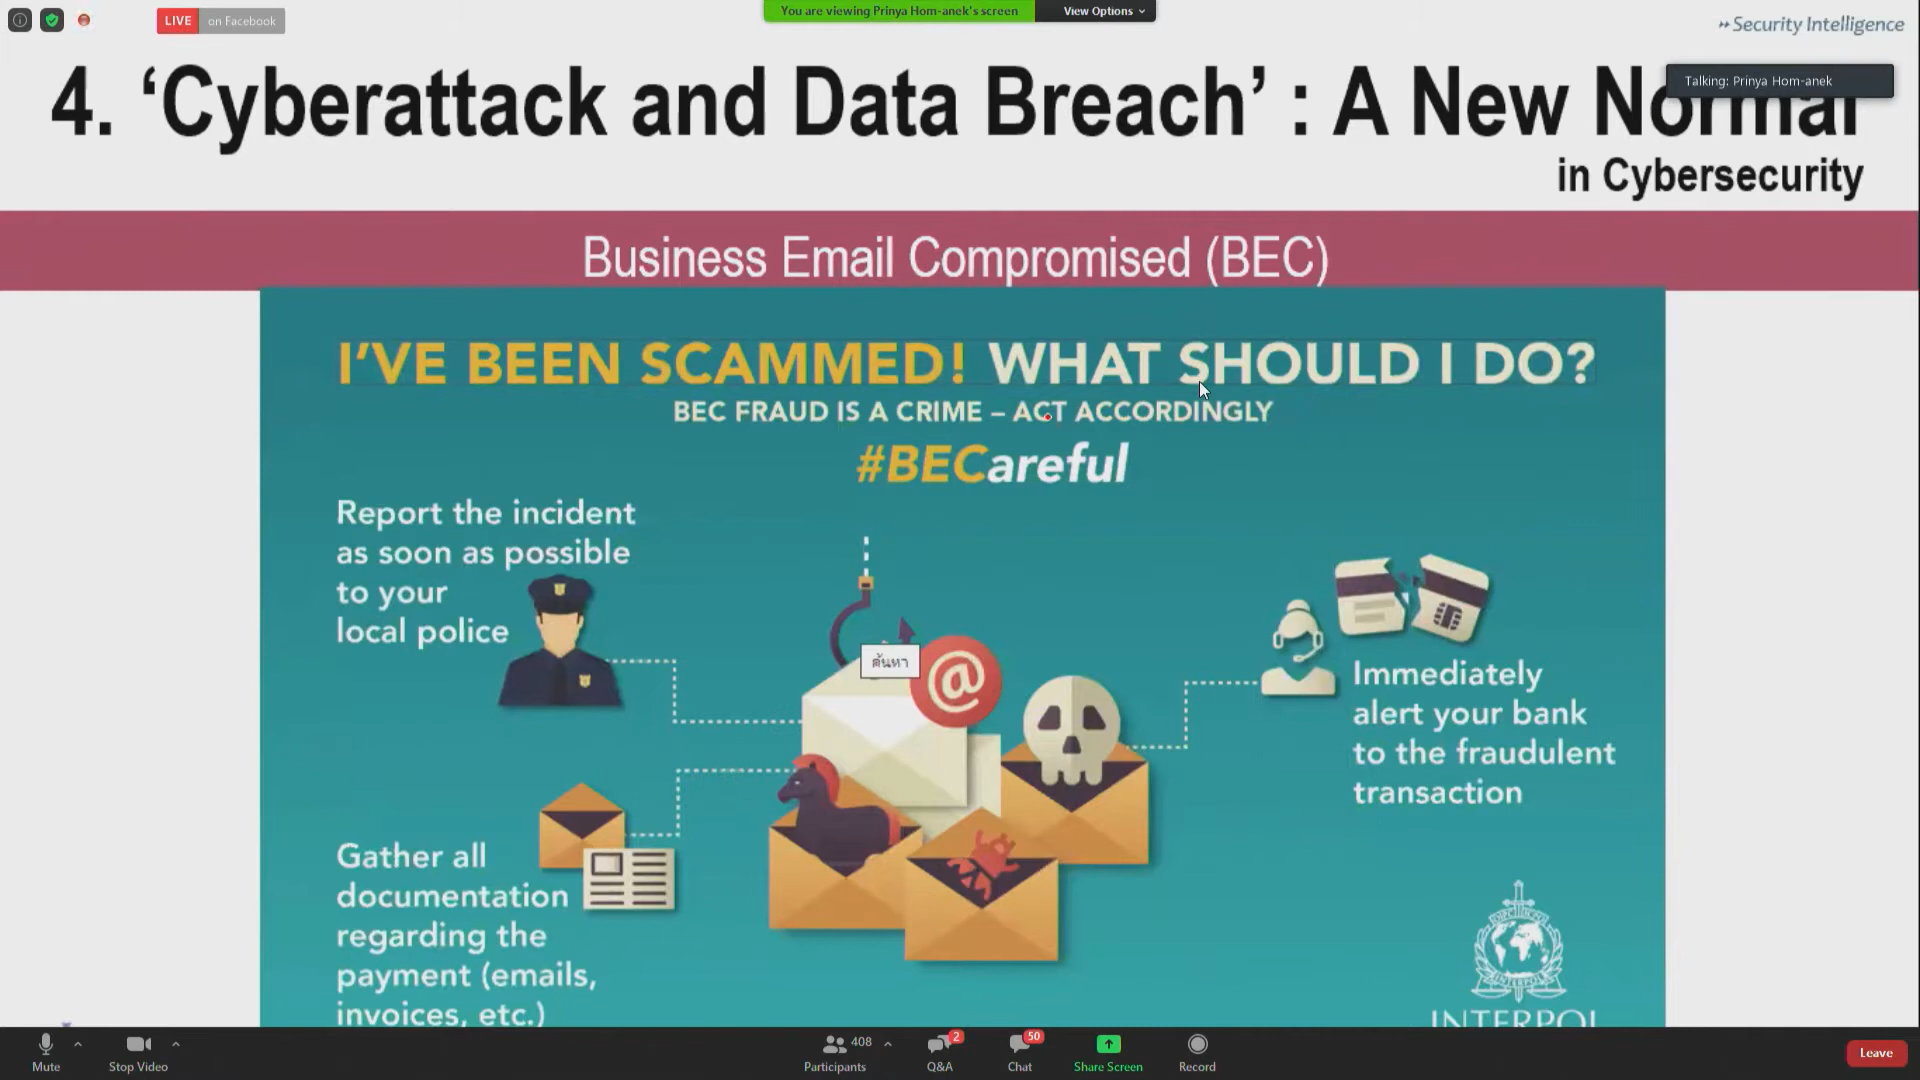 LIVE on Facebook
You are viewing Prinya Hom-anek's screen
View Options
Security Intelligence
Talking: Prinya Hom-anek
4. ‘Cyberattack and Data Breach’ : A New Normal
in Cybersecurity
Business Email Compromised (BEC)
I’VE BEEN SCAMMED! WHAT SHOULD I DO?
BEC FRAUD IS A CRIME – ACT ACCORDINGLY
#BECareful
Report the incident
as soon as possible
to your
local police
ค้นหา
@
Immediately
alert your bank
to the fraudulent
transaction
Gather all
documentation
regarding the
payment (emails,
invoices, etc.)
INTERPOL
Mute
Stop Video
408
Participants
2
Q&A
50
Chat
Share Screen
Record
Leave